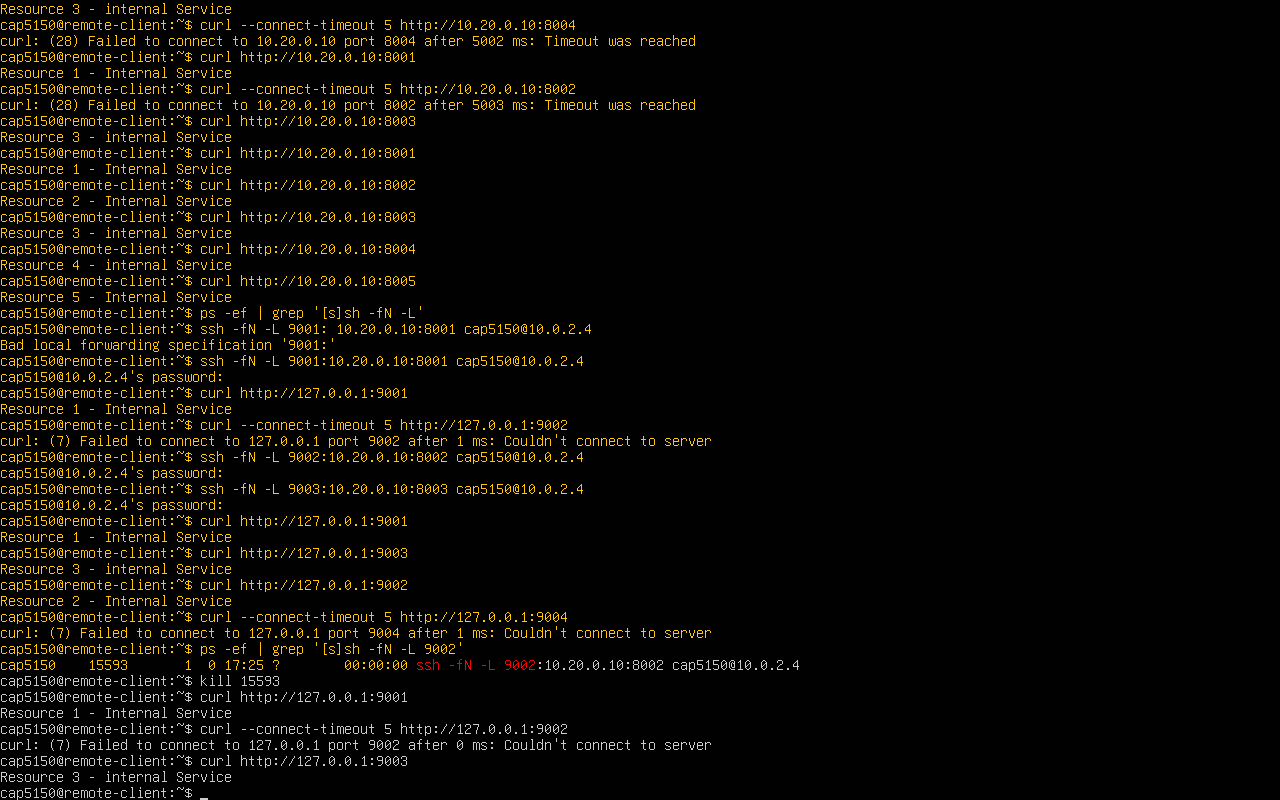 Resource 3 - internal Service
cap5150@remote-client:~$ curl --connect-timeout 5 http://10.20.0.10:8004
curl: (28) Failed to connect to 10.20.0.10 port 8004 after 5002 ms: Timeout was reached
cap5150@remote-client:~$ curl http://10.20.0.10:8001
Resource 1 - Internal Service
cap5150@remote-client:~$ curl --connect-timeout 5 http://10.20.0.10:8002
curl: (28) Failed to connect to 10.20.0.10 port 8002 after 5003 ms: Timeout was reached
cap5150@remote-client:~$ curl http://10.20.0.10:8003
Resource 3 - internal Service
cap5150@remote-client:~$ curl http://10.20.0.10:8001
Resource 1 - Internal Service
cap5150@remote-client:~$ curl http://10.20.0.10:8002
Resource 2 - Internal Service
cap5150@remote-client:~$ curl http://10.20.0.10:8003
Resource 3 - internal Service
cap5150@remote-client:~$ curl http://10.20.0.10:8004
Resource 4 - internal Service
cap5150@remote-client:~$ curl http://10.20.0.10:8005
Resource 5 - Internal Service
cap5150@remote-client:~$ ps -ef | grep '[s]sh -fN -L'
cap5150@remote-client:~$ ssh -fN -L 9001: 10.20.0.10:8001 cap5150@10.0.2.4
Bad local forwarding specification '9001:'
cap5150@remote-client:~$ ssh -fN -L 9001:10.20.0.10:8001 cap5150@10.0.2.4
cap5150@10.0.2.4's password:
cap5150@remote-client:~$ curl http://127.0.0.1:9001
Resource 1 - Internal Service
cap5150@remote-client:~$ curl --connect-timeout 5 http://127.0.0.1:9002
curl: (7) Failed to connect to 127.0.0.1 port 9002 after 1 ms: Couldn't connect to server
cap5150@remote-client:~$ ssh -fN -L 9002:10.20.0.10:8002 cap5150@10.0.2.4
cap5150@10.0.2.4's password:
cap5150@remote-client:~$ ssh -fN -L 9003:10.20.0.10:8003 cap5150@10.0.2.4
cap5150@10.0.2.4's password:
cap5150@remote-client:~$ curl http://127.0.0.1:9001
Resource 1 - Internal Service
cap5150@remote-client:~$ curl http://127.0.0.1:9003
Resource 3 - internal Service
cap5150@remote-client:~$ curl http://127.0.0.1:9002
Resource 2 - Internal Service
cap5150@remote-client:~$ curl --connect-timeout 5 http://127.0.0.1:9004
curl: (7) Failed to connect to 127.0.0.1 port 9004 after 1 ms: Couldn't connect to server
cap5150@remote-client:~$ ps -ef | grep '[s]sh -fN -L 9002'
cap5150    15593       1  0 17:25 ?        00:00:00 ssh -fN -L 9002:10.20.0.10:8002 cap5150@10.0.2.4
cap5150@remote-client:~$ kill 15593
cap5150@remote-client:~$ curl http://127.0.0.1:9001
Resource 1 - Internal Service
cap5150@remote-client:~$ curl --connect-timeout 5 http://127.0.0.1:9002
curl: (7) Failed to connect to 127.0.0.1 port 9002 after 0 ms: Couldn't connect to server
cap5150@remote-client:~$ curl http://127.0.0.1:9003
Resource 3 - internal Service
cap5150@remote-client:~$ _